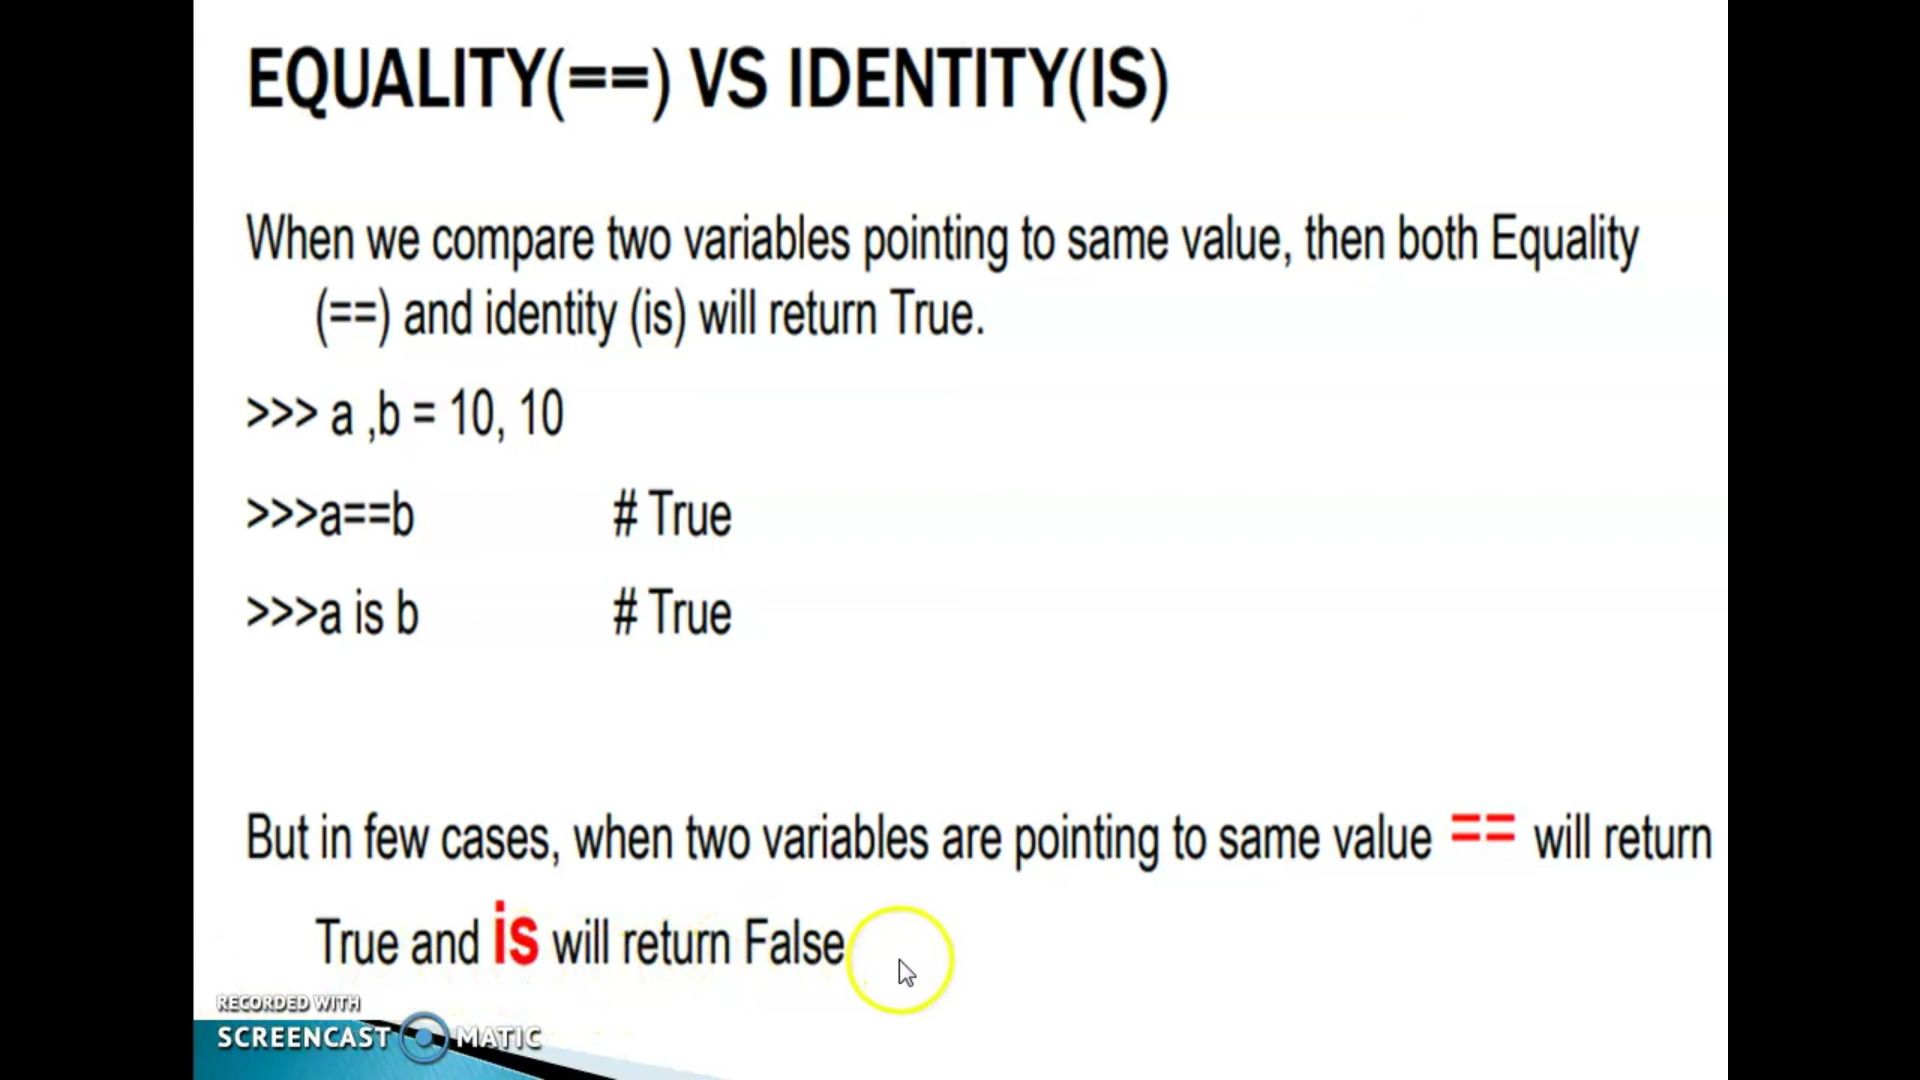 EQUALITY(==) VS IDENTITY(IS)
When we compare two variables pointing to same value, then both Equality
(==) and identity (is) will return True.
>>> a ,b = 10, 10
>>>a==b # True
>>>a is b # True
But in few cases, when two variables are pointing to same value == will return
True and is will return False
RECORDED WITH
SCREENCAST MATIC